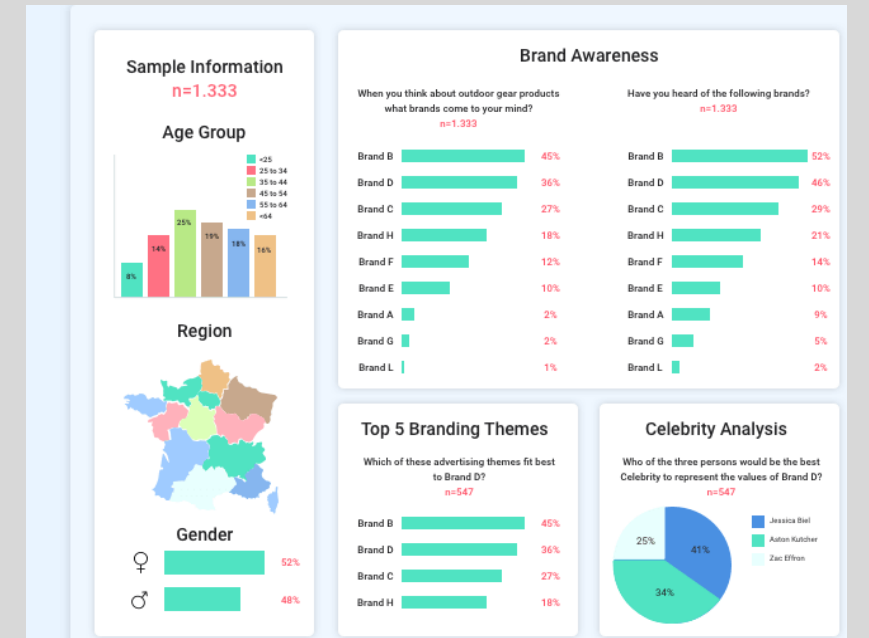 Sample Information
n=1.333
Age Group
<25
25 to 34
35 to 44
45 to 54
55 to 64
+64
8%
14%
25%
19%
18%
16%
Region
Gender
52%
48%
Brand Awareness
When you think about outdoor gear products
what brands come to your mind?
n=1.333
Brand B 45%
Brand D 36%
Brand C 27%
Brand H 18%
Brand F 12%
Brand E 10%
Brand A 2%
Brand G 2%
Brand L 1%
Have you heard of the following brands?
n=1.333
Brand B 52%
Brand D 46%
Brand C 29%
Brand H 21%
Brand F 14%
Brand E 10%
Brand A 9%
Brand G 5%
Brand L 2%
Top 5 Branding Themes
Which of these advertising themes fit best
to Brand D?
n=547
Brand B 45%
Brand D 36%
Brand C 27%
Brand H 18%
Celebrity Analysis
Who of the three persons would be the best
Celebrity to represent the values of Brand D?
n=547
25%
41%
34%
Jessica Biel
Aston Kutcher
Zac Effron